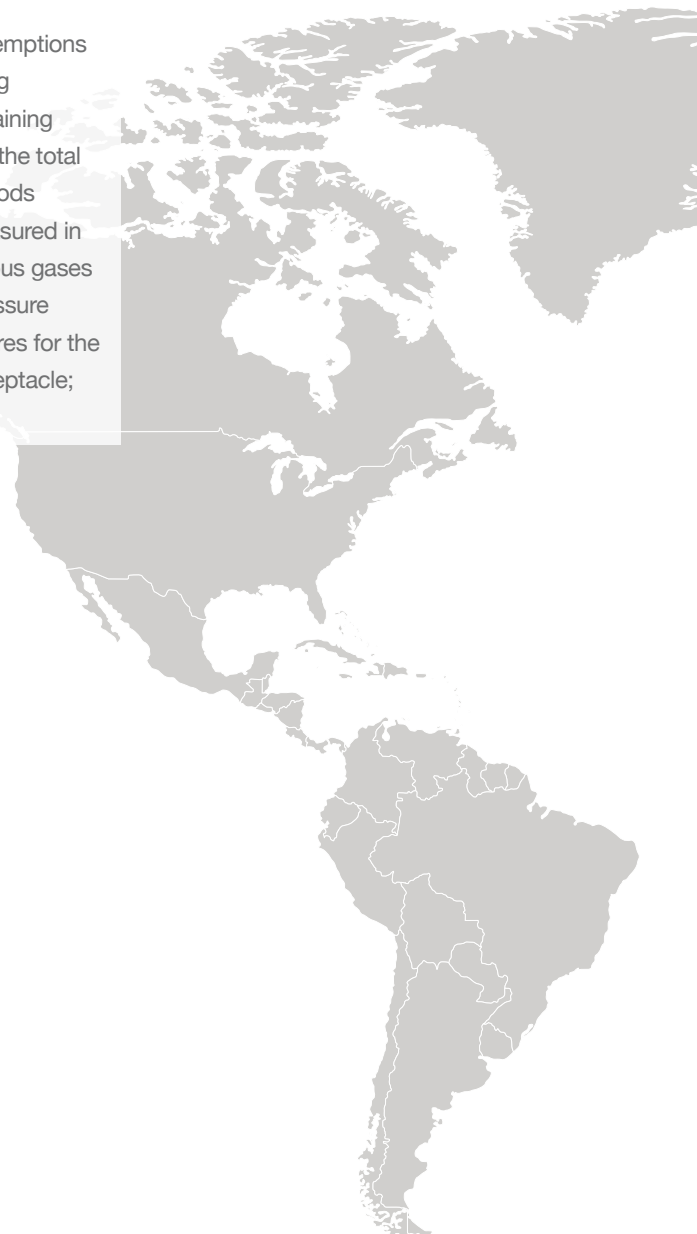 emptions
g
aining
the total
ods
sured in
us gases
ssure
res for the
eptacle;